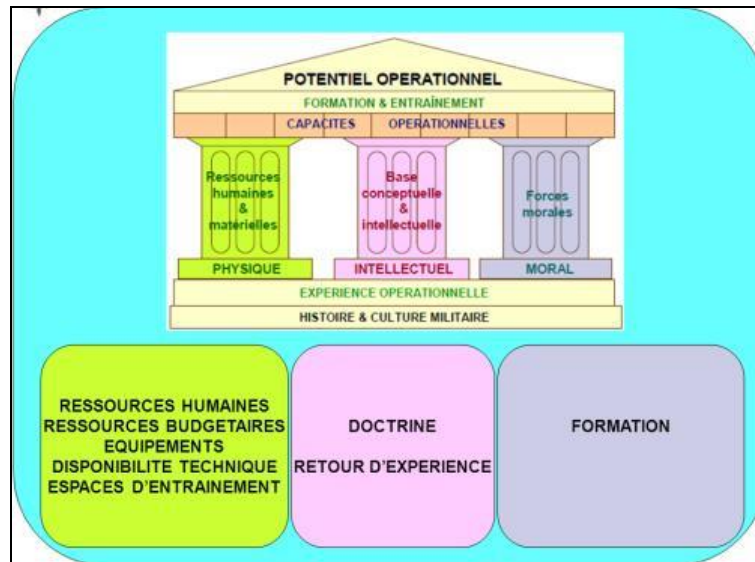 POTENTIEL OPERATIONNEL
FORMATION & ENTRAÎNEMENT
CAPACITES OPERATIONNELLES
Ressources
humaines
&
matérielles
PHYSIQUE
Base
conceptuelle
&
intellectuelle
INTELLECTUEL
Forces
morales
MORAL
EXPERIENCE OPERATIONNELLE
HISTOIRE & CULTURE MILITAIRE
RESSOURCES HUMAINES
RESSOURCES BUDGETAIRES
EQUIPEMENTS
DISPONIBILITE TECHNIQUE
ESPACES D'ENTRAINEMENT
DOCTRINE
RETOUR D'EXPERIENCE
FORMATION